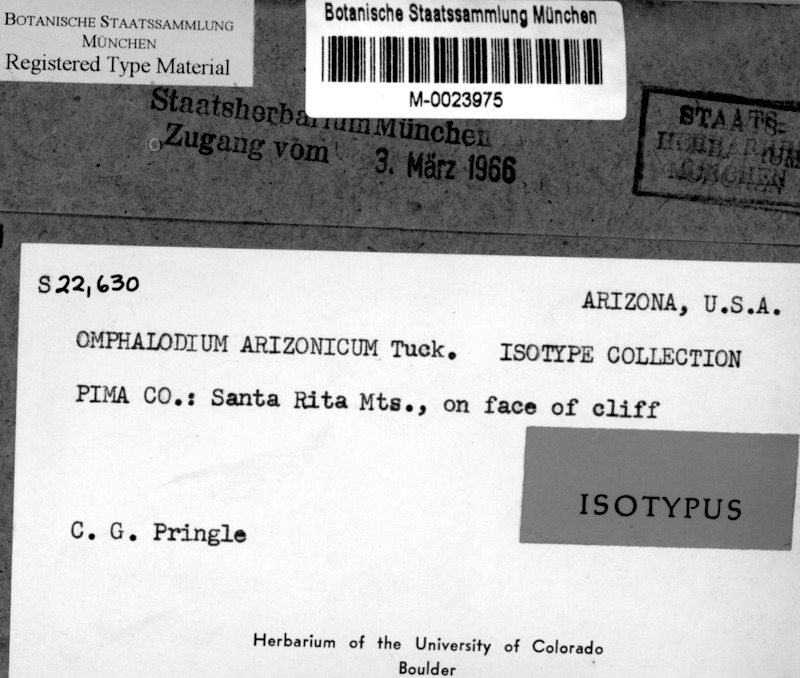 BOTANISCHE STAATSSAMMLUNG
MÜNCHEN
Registered Type Material
Botanische Staatssammlung München
M-0023975
Staatsherbarium München
Zugang vom 3. März 1966
STAATS-
HERBARIUM
MÜNCHEN
S 22,630
ARIZONA, U.S.A.
OMPHALODIUM ARIZONICUM Tuck. ISOTYPE COLLECTION
PIMA CO.: Santa Rita Mts., on face of cliff
ISOTYPUS
C. G. Pringle
Herbarium of the University of Colorado
Boulder